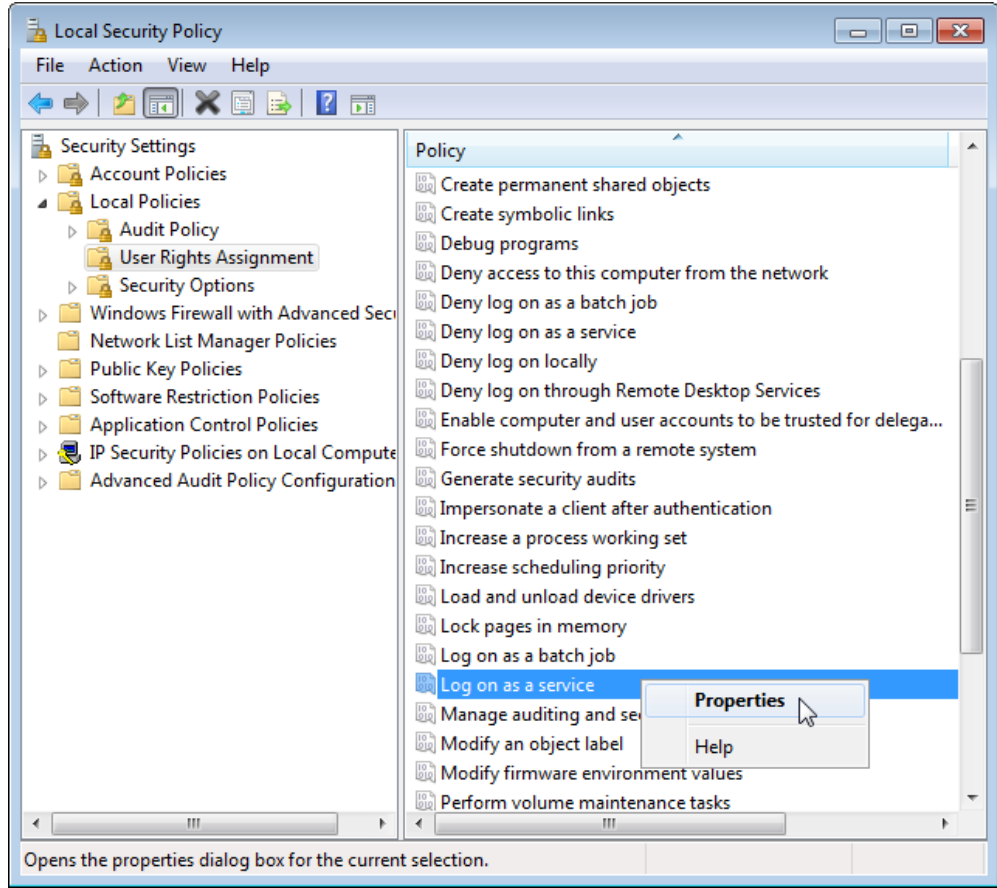 Local Security Policy
File Action View Help
Security Settings
Account Policies
Local Policies
Audit Policy
User Rights Assignment
Security Options
Windows Firewall with Advanced Secu
Network List Manager Policies
Public Key Policies
Software Restriction Policies
Application Control Policies
IP Security Policies on Local Compute
Advanced Audit Policy Configuration
Policy
Create permanent shared objects
Create symbolic links
Debug programs
Deny access to this computer from the network
Deny log on as a batch job
Deny log on as a service
Deny log on locally
Deny log on through Remote Desktop Services
Enable computer and user accounts to be trusted for delega...
Force shutdown from a remote system
Generate security audits
Impersonate a client after authentication
Increase a process working set
Increase scheduling priority
Load and unload device drivers
Lock pages in memory
Log on as a batch job
Log on as a service
Manage auditing and se
Modify an object label
Modify firmware environment values
Perform volume maintenance tasks
Properties
Help
Opens the properties dialog box for the current selection.